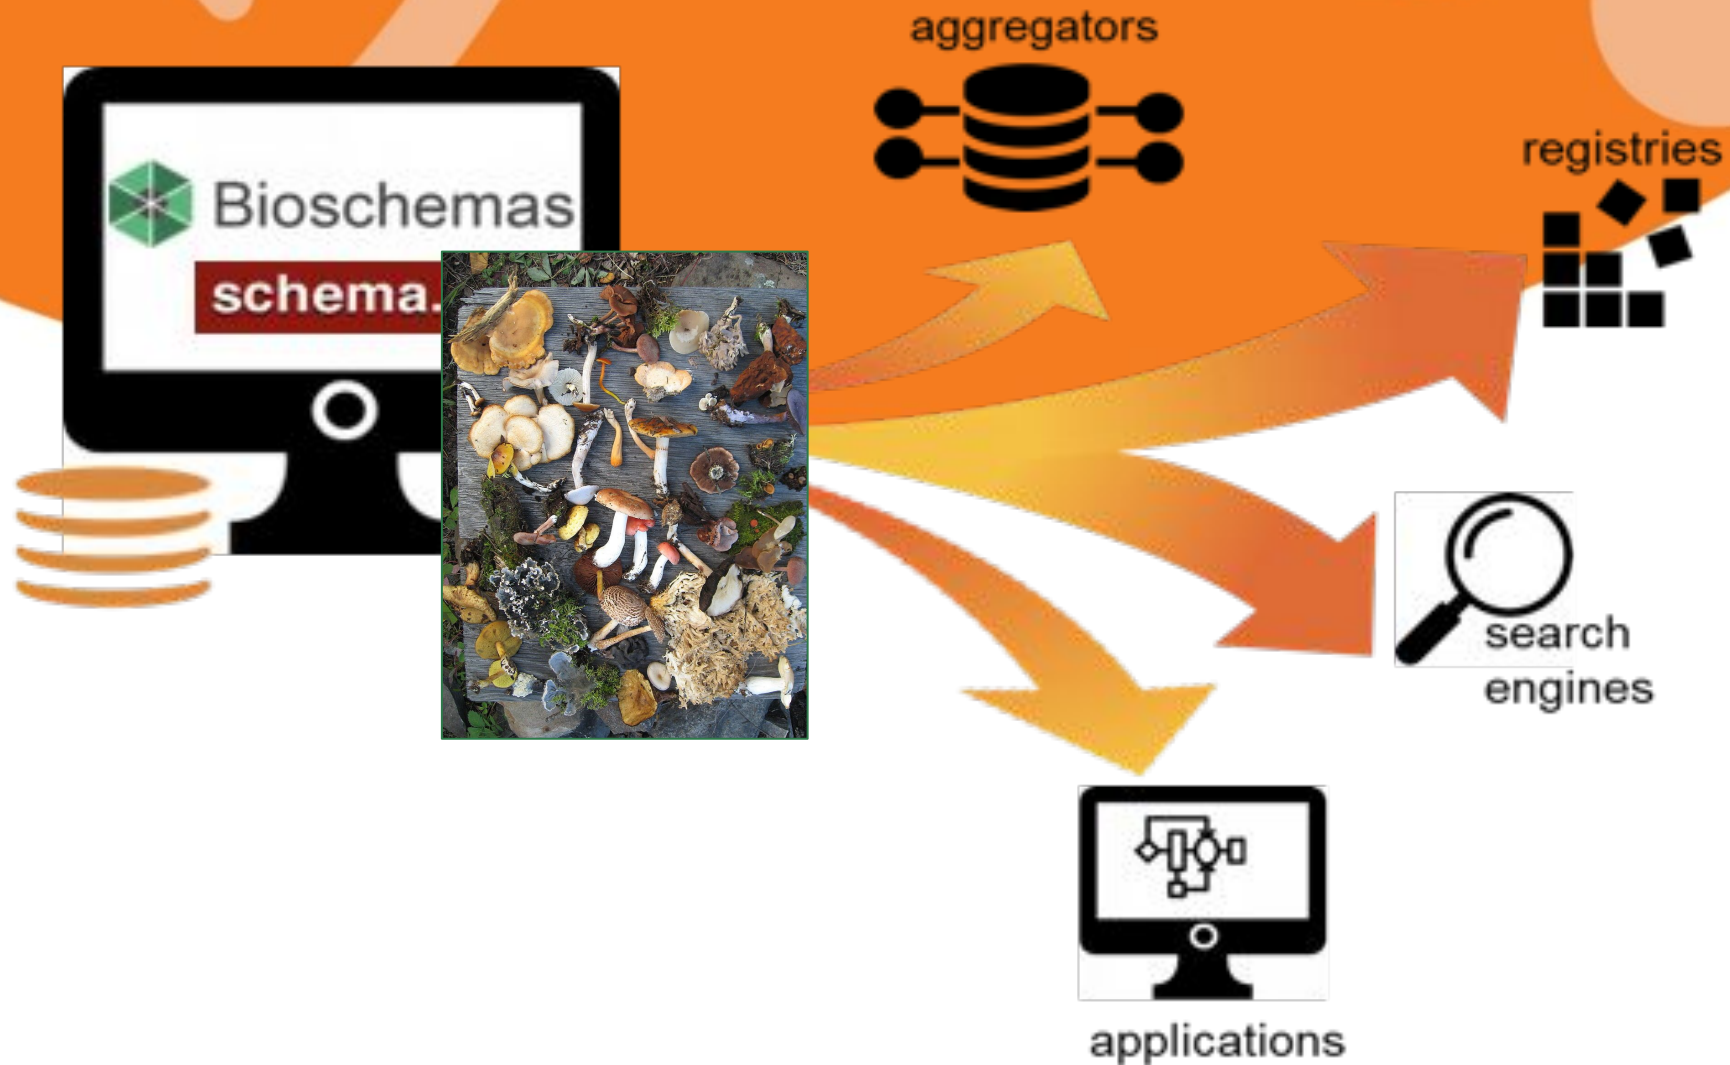 aggregators
registries
Bioschemas
schema.
search
engines
applications